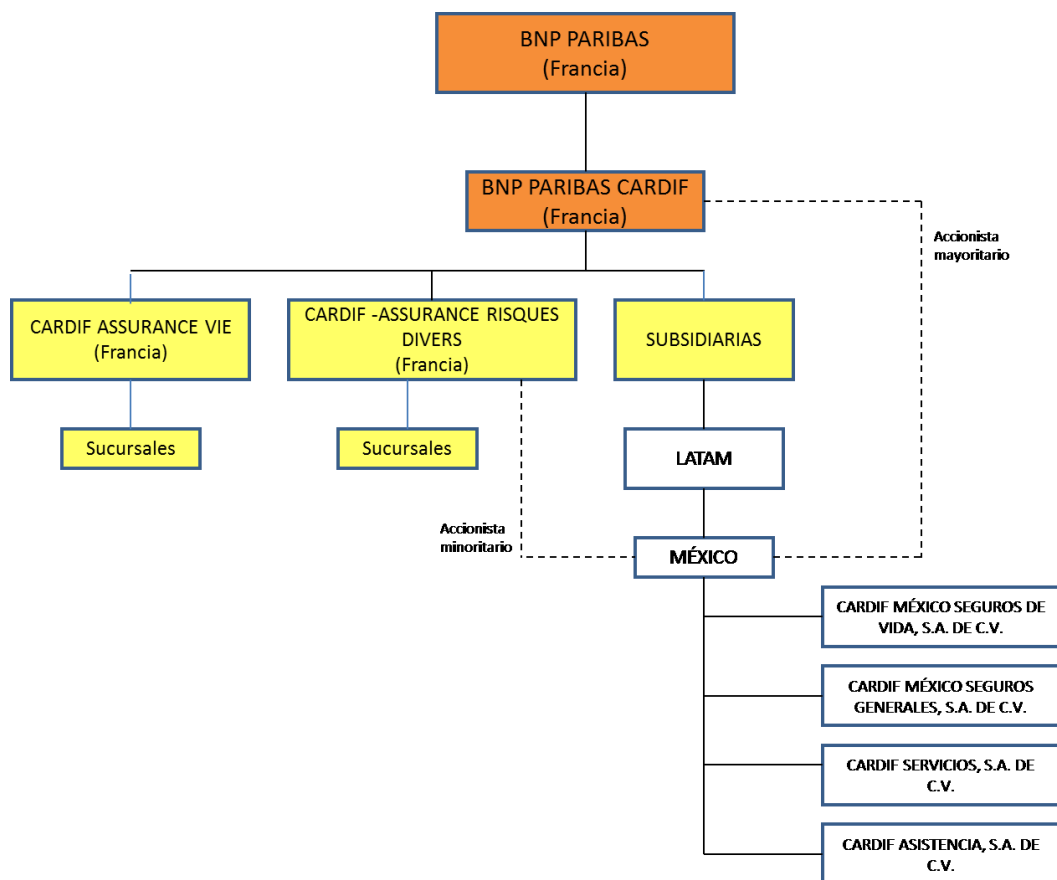 BNP PARIBAS
(Francia)
BNP PARIBAS CARDIF
(Francia)
Accionista
mayoritario
CARDIF ASSURANCE VIE
(Francia)
CARDIF -ASSURANCE RISQUES
DIVERS
(Francia)
SUBSIDIARIAS
Sucursales
Sucursales
LATAM
Accionista
minoritario
MÉXICO
CARDIF MÉXICO SEGUROS DE
VIDA, S.A. DE C.V.
CARDIF MÉXICO SEGUROS
GENERALES, S.A. DE C.V.
CARDIF SERVICIOS, S.A. DE
C.V.
CARDIF ASISTENCIA, S.A. DE
C.V.